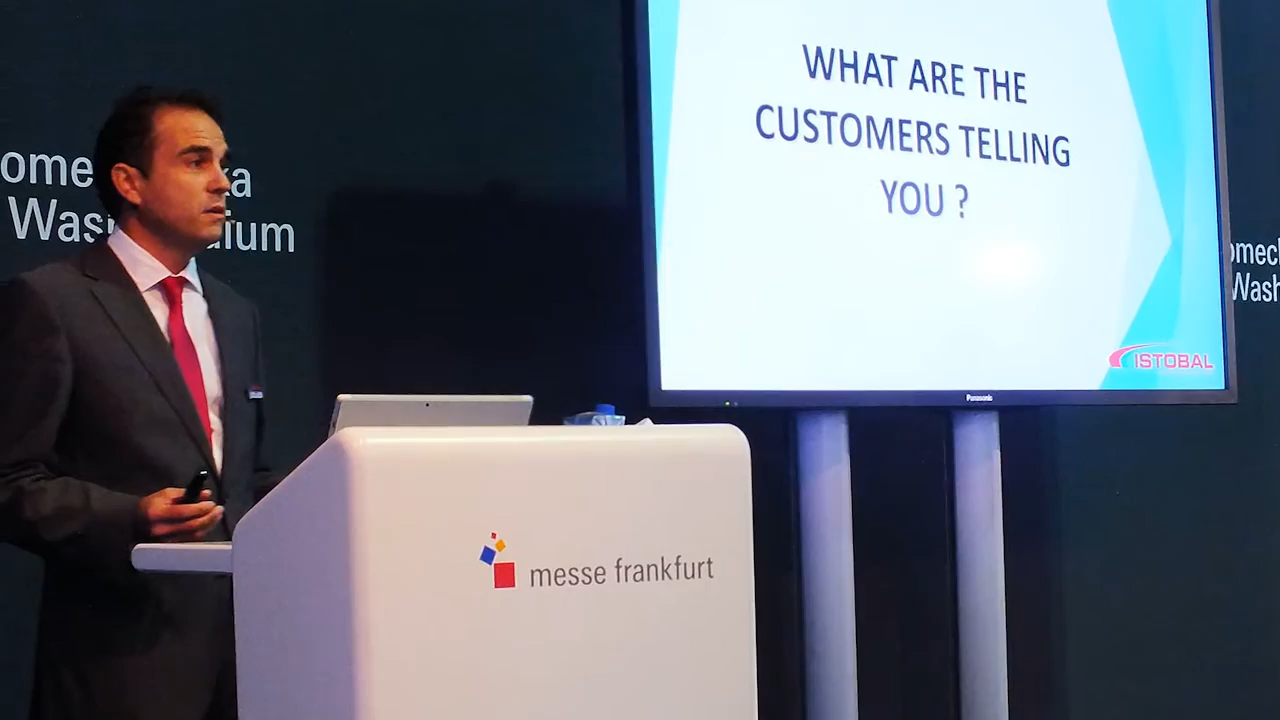 WHAT ARE THE
CUSTOMERS TELLING
YOU ?
ISTOBAL
Panasonic
messe frankfurt